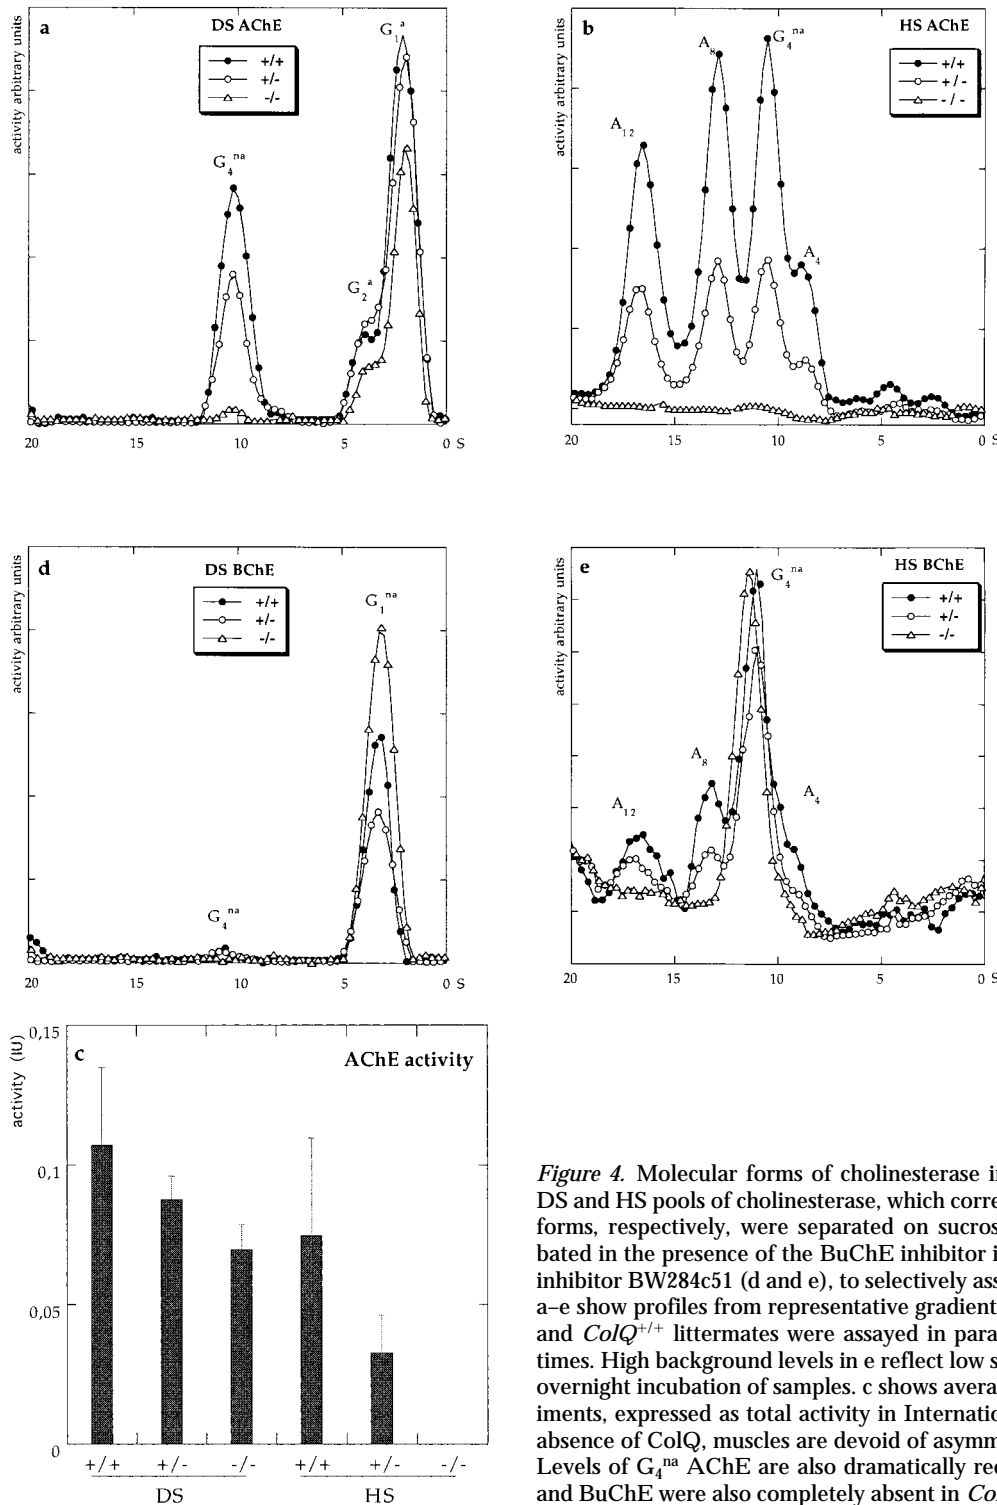 a
DS AChE
G1a
+/+
+/-
-/-
G4na
G2a
activity arbitrary units
20 15 10 5 0 S
b
HS AChE
A8
G4na
+/+
+/-
-/-
A12
A4
activity arbitrary units
20 15 10 5 0 S
d
DS BChE
G1na
+/+
+/-
-/-
G4na
activity arbitrary units
20 15 10 5 0 S
e
HS BChE
G4na
+/+
+/-
-/-
A8
A12
A4
activity arbitrary units
20 15 10 5 0 S
0,15
c
AChE activity
activity (IU)
0,1
0,05
0
+/+ +/- -/- +/+ +/- -/-
DS HS
Figure 4. Molecular forms of cholinesterase in
DS and HS pools of cholinesterase, which corre
forms, respectively, were separated on sucros
bated in the presence of the BuChE inhibitor i
inhibitor BW284c51 (d and e), to selectively ass
a–e show profiles from representative gradient
and ColQ+/+ littermates were assayed in para
times. High background levels in e reflect low s
overnight incubation of samples. c shows avera
iments, expressed as total activity in Internatio
absence of ColQ, muscles are devoid of asymm
Levels of G4na AChE are also dramatically rec
and BuChE were also completely absent in Co